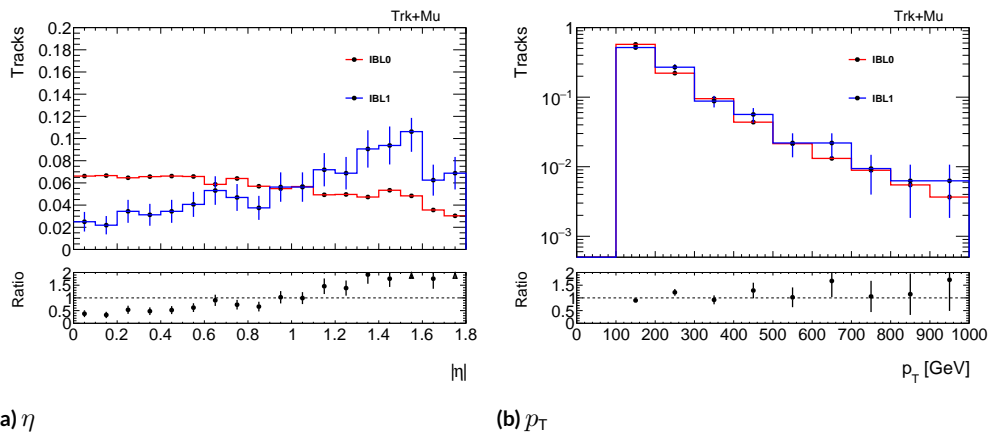 Trk+Mu
Tracks
0.2
0.18
0.16
0.14
0.12
0.1
0.08
0.06
0.04
0.02
0
IBL0
IBL1
Ratio
2
1.5
1
0.5
0
0 0.2 0.4 0.6 0.8 1 1.2 1.4 1.6 1.8
|η|
a) η
Trk+Mu
Tracks
1
10⁻¹
10⁻²
10⁻³
IBL0
IBL1
Ratio
2
1.5
1
0.5
0
0 100 200 300 400 500 600 700 800 900 1000
p_T [GeV]
(b) p_T